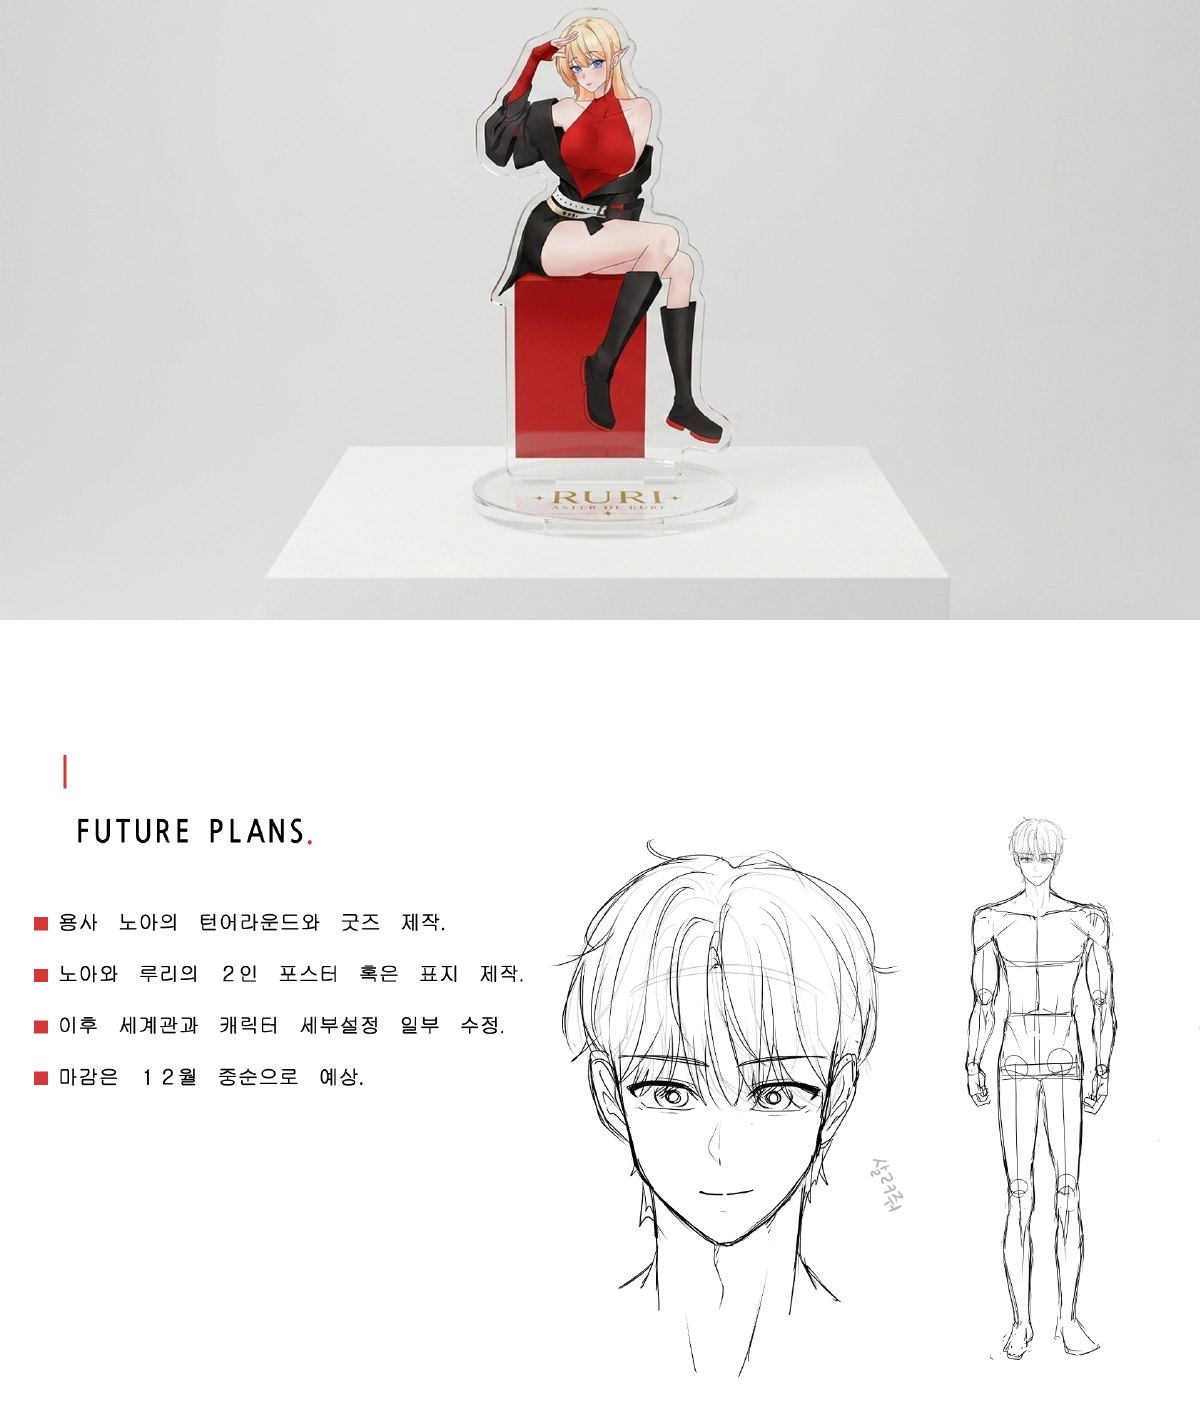 RURI
ASTER DE RURI
FUTURE PLANS.
용사 노아의 턴어라운드와 굿즈 제작.
노아와 루리의 2인 포스터 혹은 표지 제작.
이후 세계관과 캐릭터 세부설정 일부 수정.
마감은 12월 중순으로 예상.
살려줘